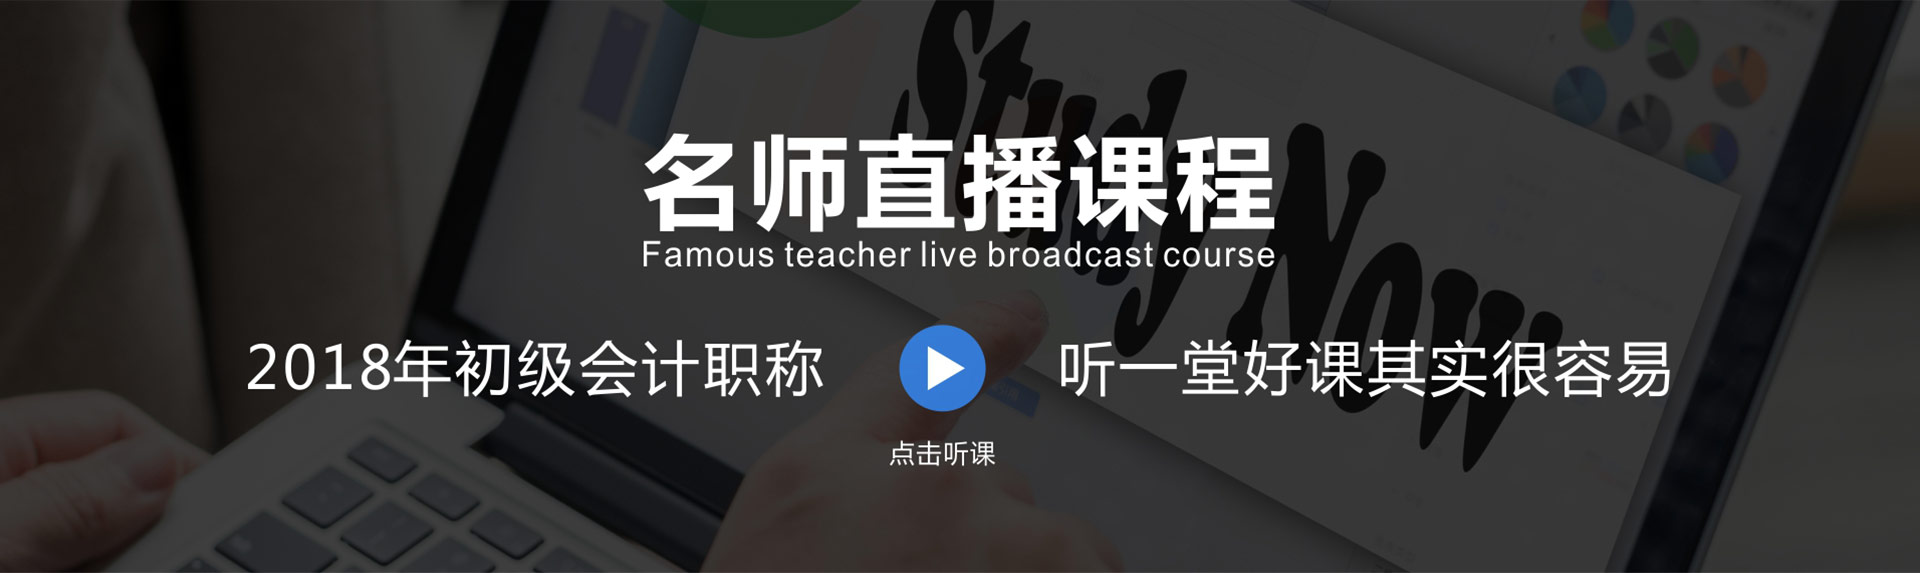 Study Now
名师直播课程
Famous teacher live broadcast course
2018年初级会计职称
听一堂好课其实很容易
点击听课